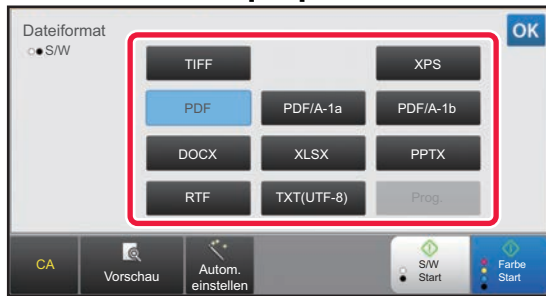 Dateiformat
S/W
OK
TIFF
XPS
PDF
PDF/A-1a
PDF/A-1b
DOCX
XLSX
PPTX
RTF
TXT(UTF-8)
Prog.
CA
Vorschau
Autom.
einstellen
S/W
Start
Farbe
Start